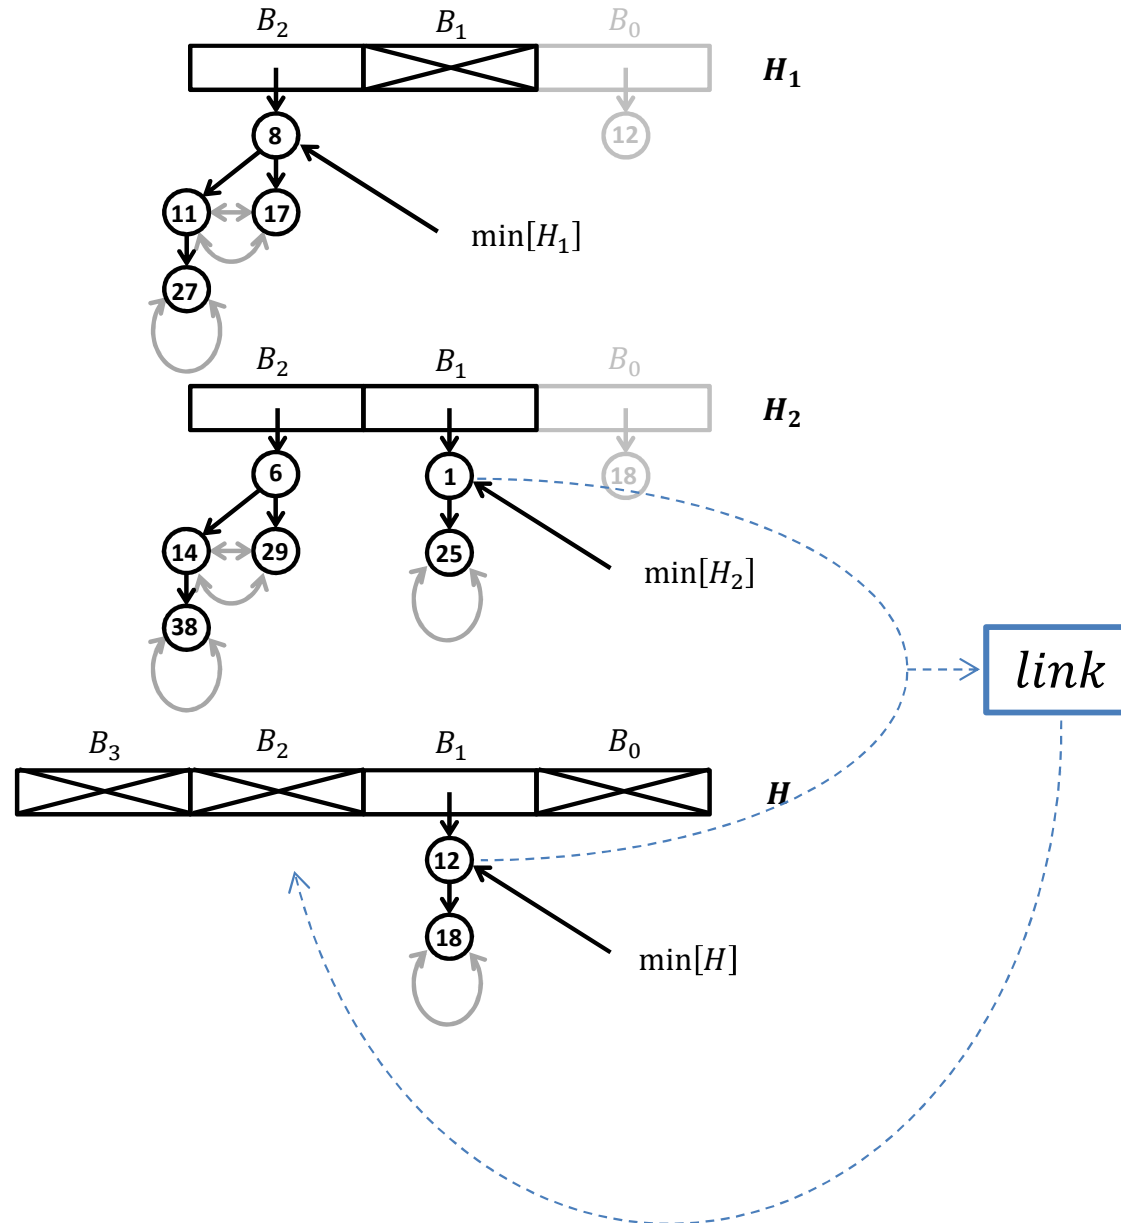 B₂ B₁ B₀
H₁
8 12
11 17
min[H₁]
27
B₂ B₁ B₀
H₂
6 1 18
14 29 25
min[H₂]
38
link
B₃ B₂ B₁ B₀
H
12
18
min[H]